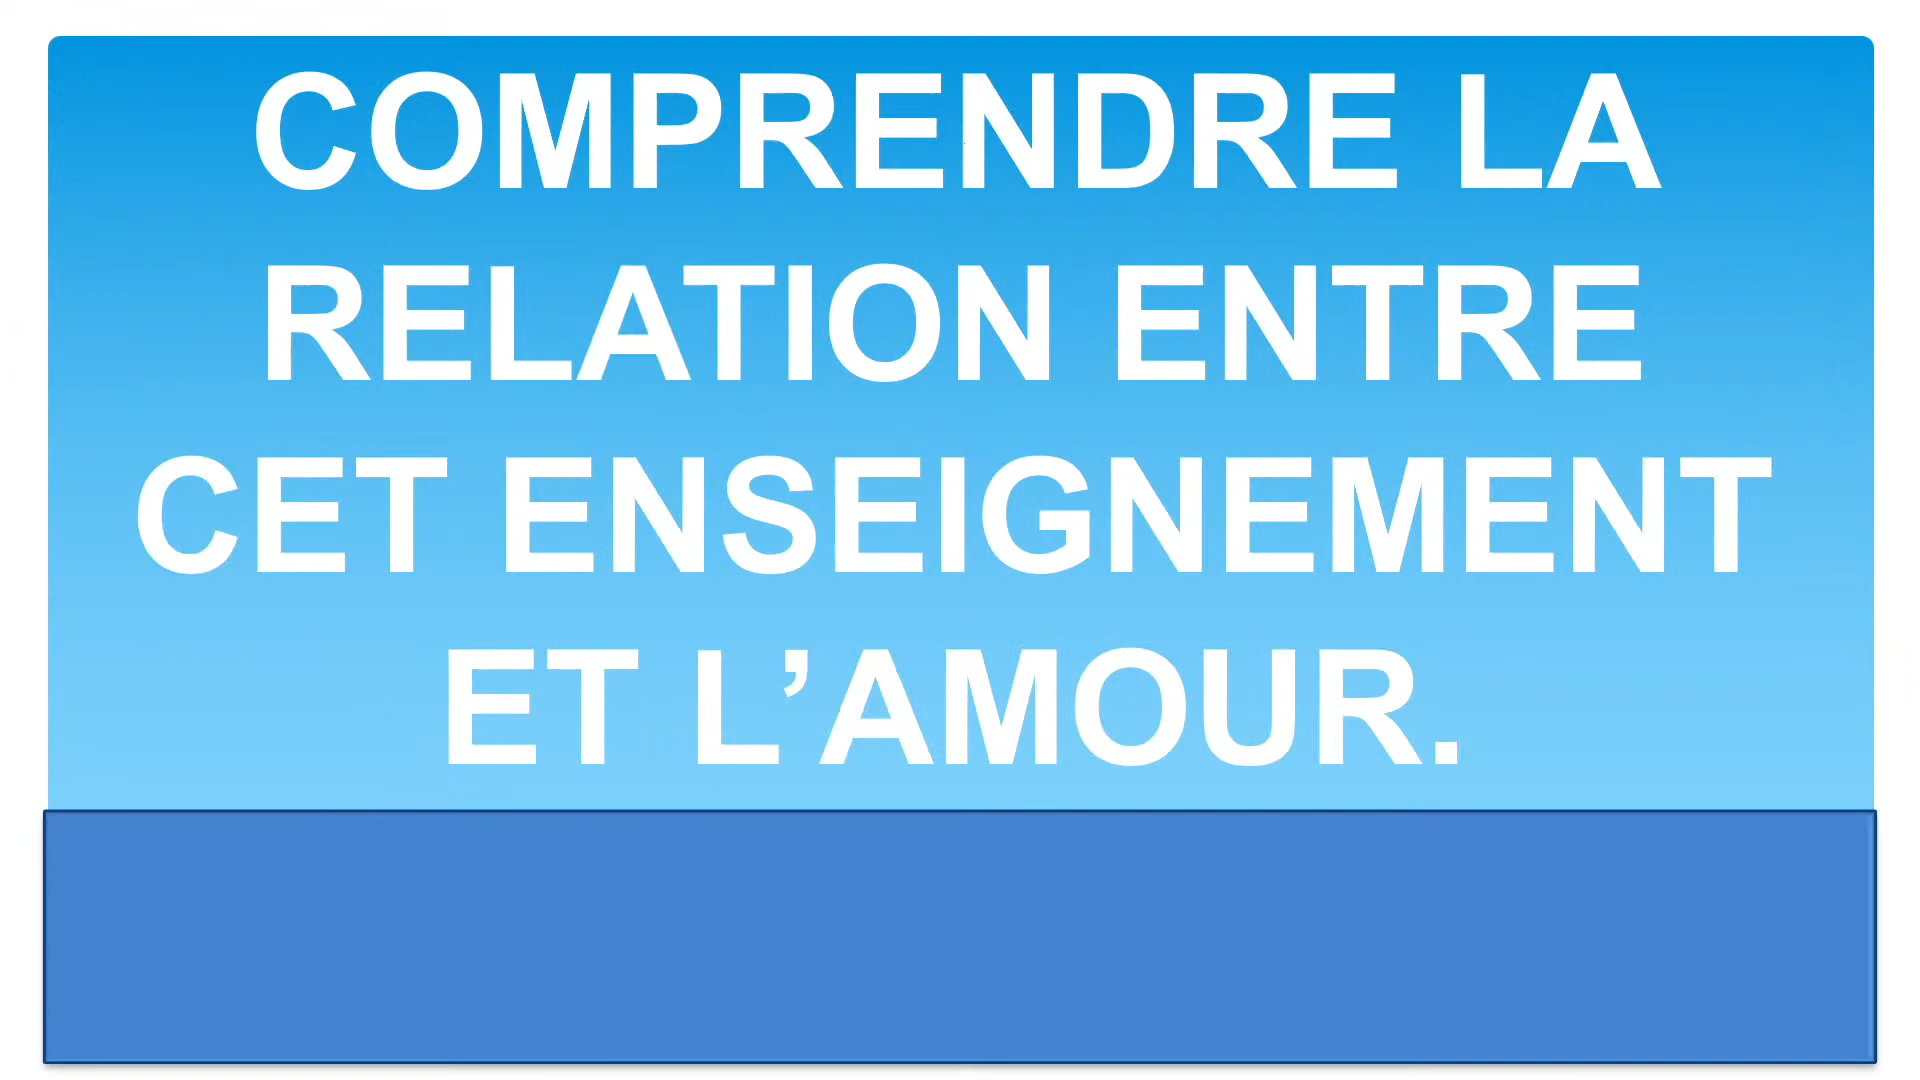 COMPRENDRE LA
RELATION ENTRE
CET ENSEIGNEMENT
ET L’AMOUR.